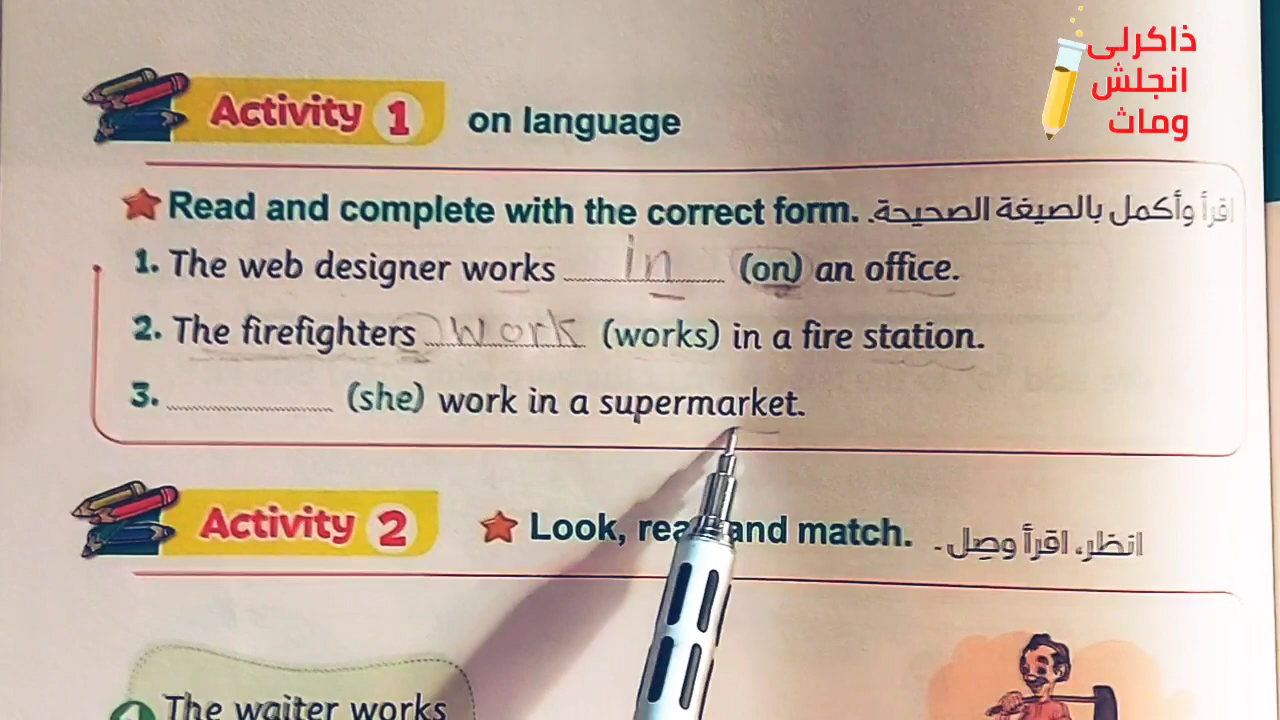 ذاكرلى
انجلش
وماث
Activity 1 on language
Read and complete with the correct form. اقرأ وأكمل بالصيغة الصحيحة.
1. The web designer works in (on) an office.
2. The firefighters work (works) in a fire station.
3. (she) work in a supermarket.
Activity 2 Look, read and match. انظر، اقرأ وصِل.
1 The waiter works